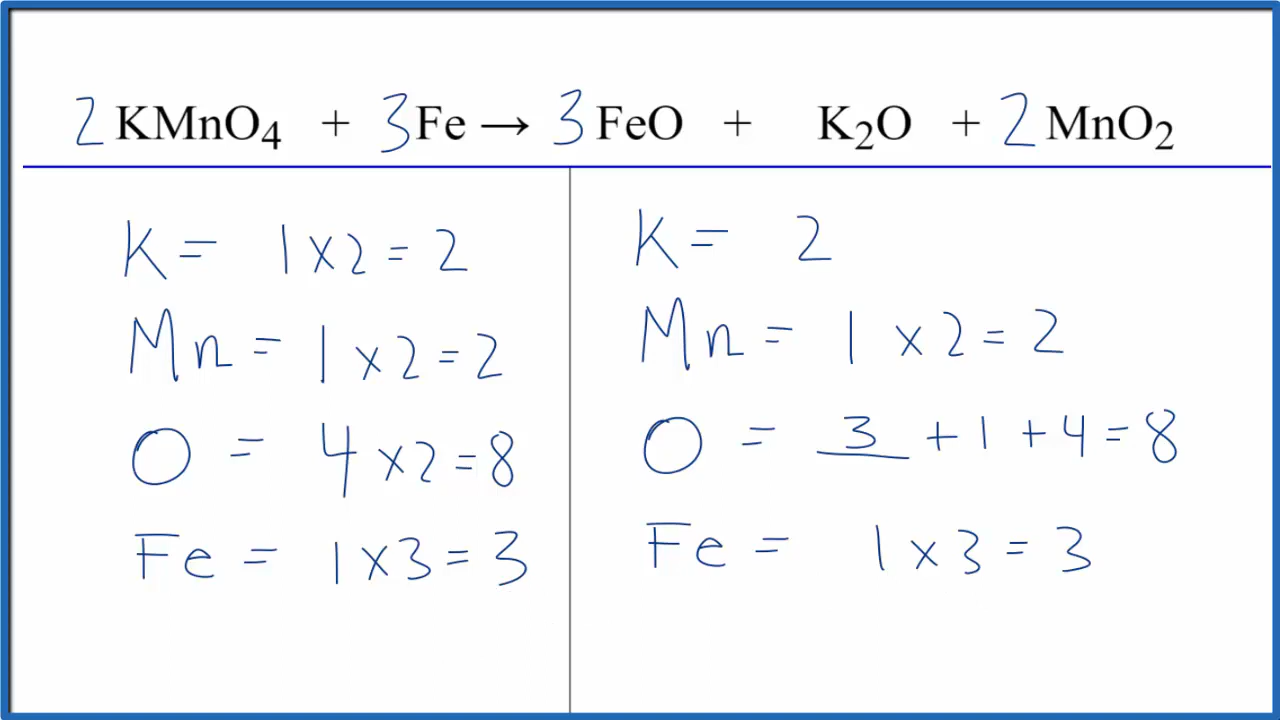 2 KMnO₄ + 3 Fe → 3 FeO + K₂O + 2 MnO₂
K = 1 x 2 = 2
Mn = 1 x 2 = 2
O = 4 x 2 = 8
Fe = 1 x 3 = 3
K = 2
Mn = 1 x 2 = 2
O = 3 + 1 + 4 = 8
Fe = 1 x 3 = 3